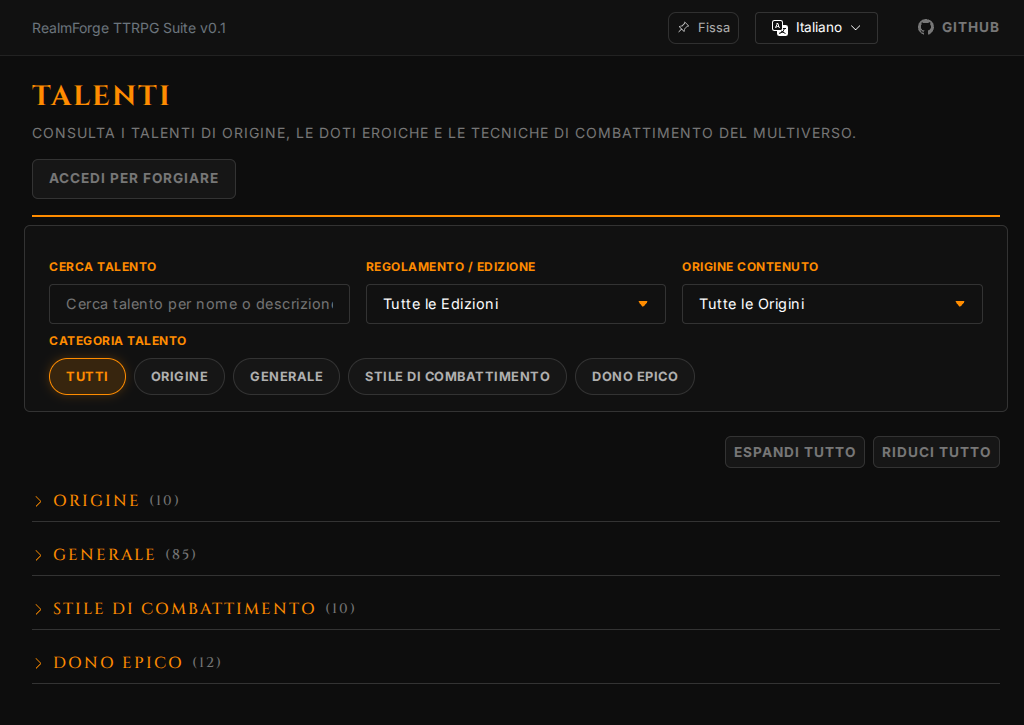 RealmForge TTRPG Suite v0.1
Fissa
Italiano
GITHUB
TALENTI
CONSULTA I TALENTI DI ORIGINE, LE DOTI EROICHE E LE TECNICHE DI COMBATTIMENTO DEL MULTIVERSO.
ACCEDI PER FORGIARE
CERCA TALENTO
REGOLAMENTO / EDIZIONE
ORIGINE CONTENUTO
Cerca talento per nome o descrizion
Tutte le Edizioni
Tutte le Origini
CATEGORIA TALENTO
TUTTI
ORIGINE
GENERALE
STILE DI COMBATTIMENTO
DONO EPICO
ESPANDI TUTTO
RIDUCI TUTTO
ORIGINE (10)
GENERALE (85)
STILE DI COMBATTIMENTO (10)
DONO EPICO (12)